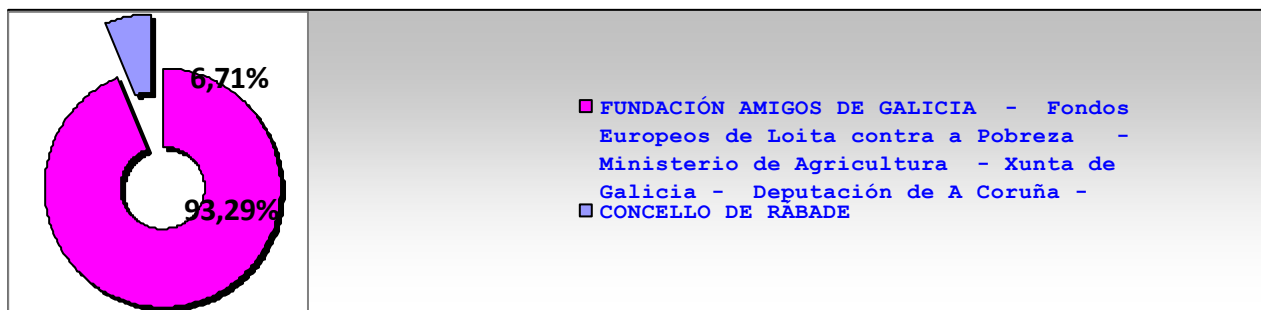 6,71%
93,29%
FUNDACIÓN AMIGOS DE GALICIA - Fondos
Europeos de Loita contra a Pobreza -
Ministerio de Agricultura - Xunta de
Galicia - Deputación de A Coruña -
CONCELLO DE RÁBADE